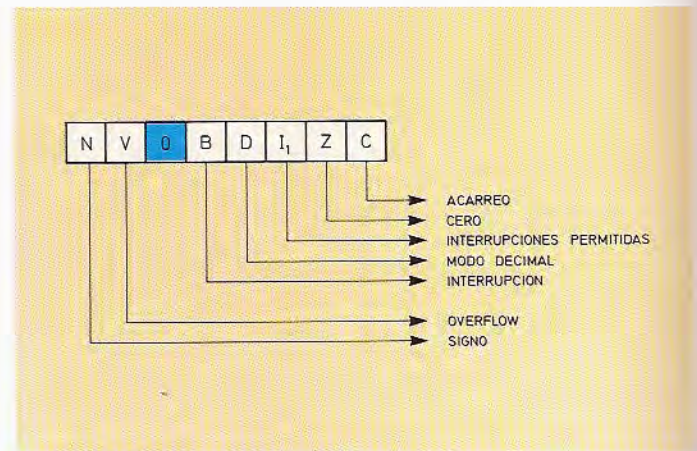 N V 0 B D I₁ Z C
ACARREO
CERO
INTERRUPCIONES PERMITIDAS
MODO DECIMAL
INTERRUPCION
OVERFLOW
SIGNO